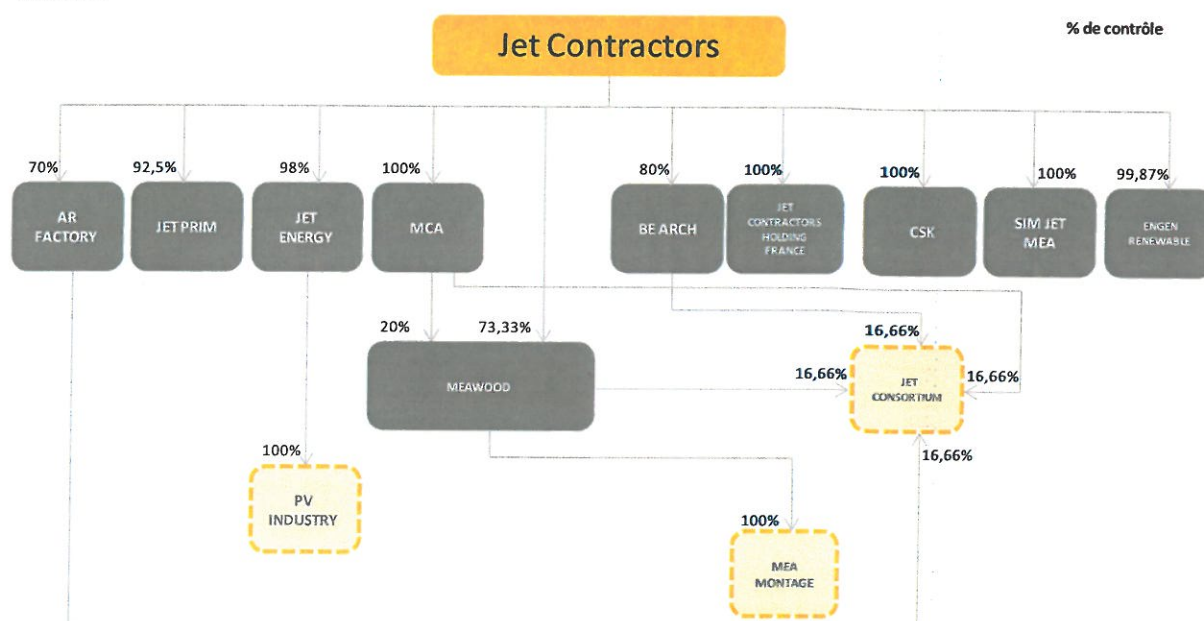 Jet Contractors
% de contrôle
70%
92,5%
98%
100%
80%
100%
100%
100%
99,87%
AR
FACTORY
JET PRIM
JET
ENERGY
MCA
BE ARCH
JET
CONTRACTORS
HOLDING
FRANCE
CSK
SIM JET
MEA
ENGEN
RENEWABLE
20%
73,33%
16,66%
MEAWOOD
16,66%
JET
CONSORTIUM
16,66%
100%
16,66%
PV
INDUSTRY
100%
MEA
MONTAGE